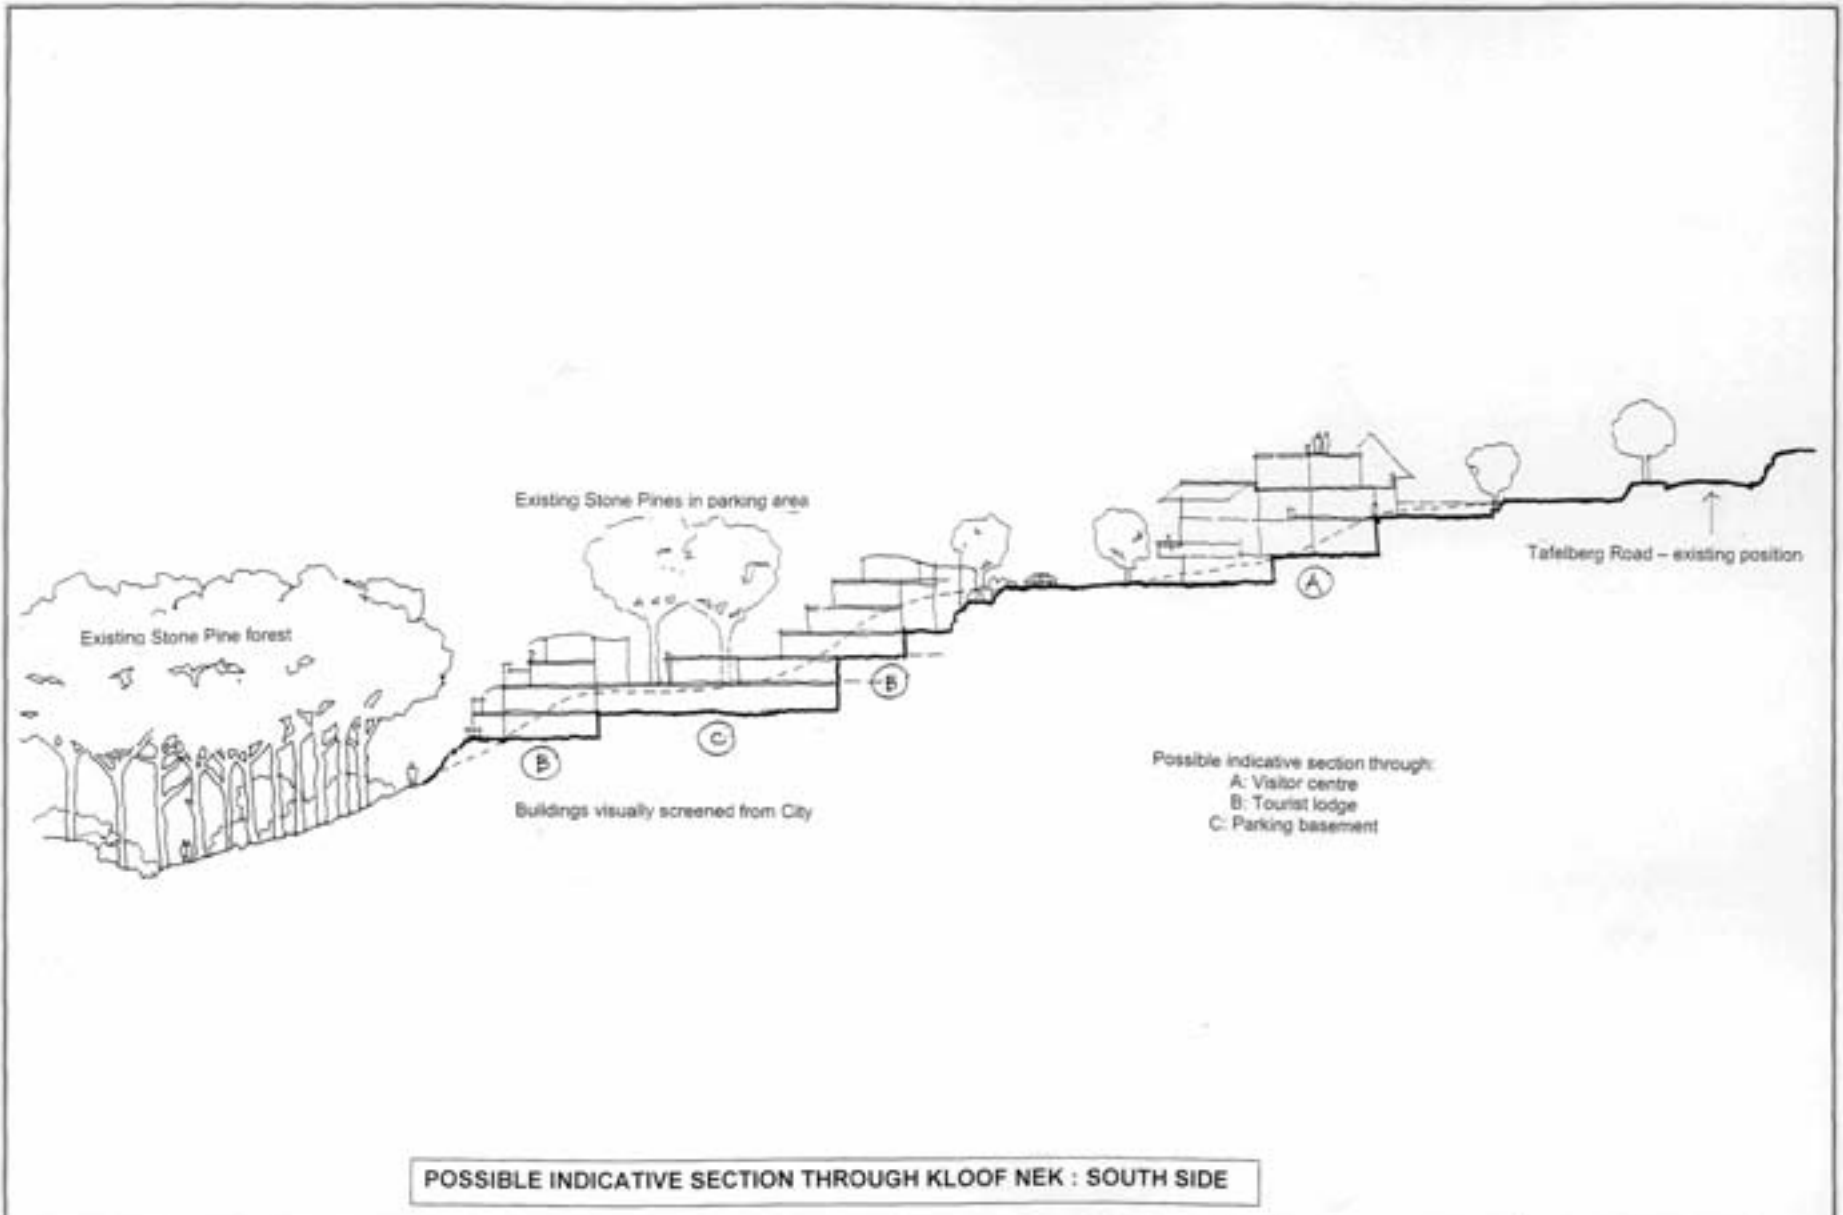 Existing Stone Pines in parking area
Tafelberg Road – existing position
Existing Stone Pine forest
A
B
B
C
Buildings visually screened from City
Possible indicative section through:
A: Visitor centre
B: Tourist lodge
C: Parking basement
POSSIBLE INDICATIVE SECTION THROUGH KLOOF NEK : SOUTH SIDE